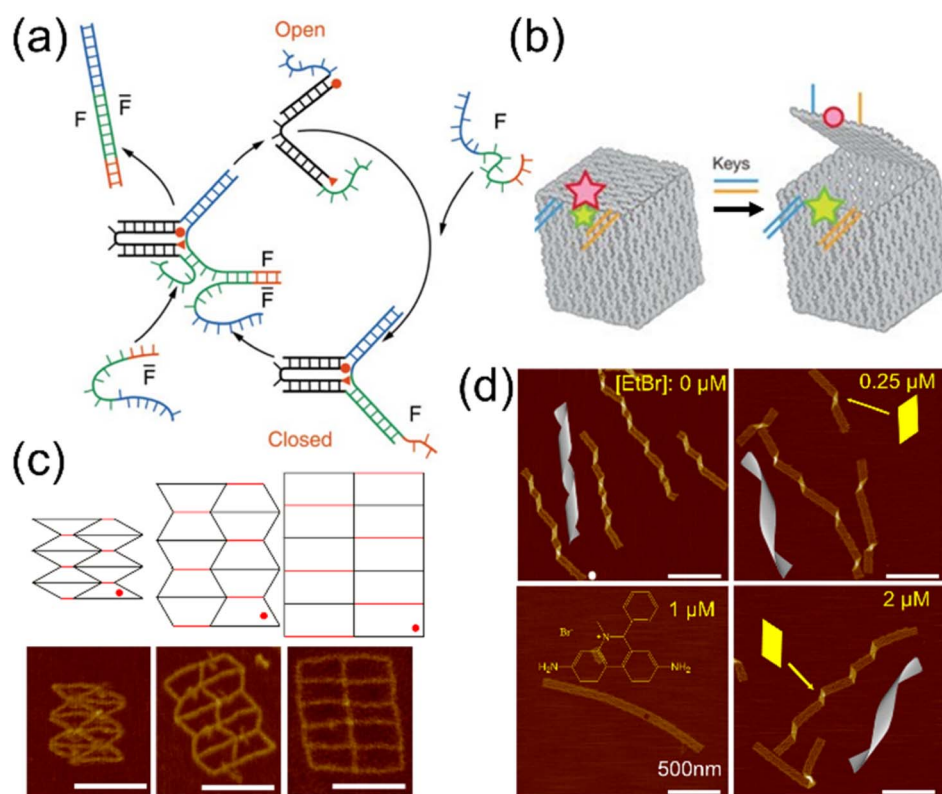 (a)
Open
F
F̅
F
F
F̅
F̅
F
Closed
(b)
Keys
(c)
(d)
[EtBr]: 0 µM
0.25 µM
1 µM
Br⁻
N
H₂N
NH₂
500nm
2 µM